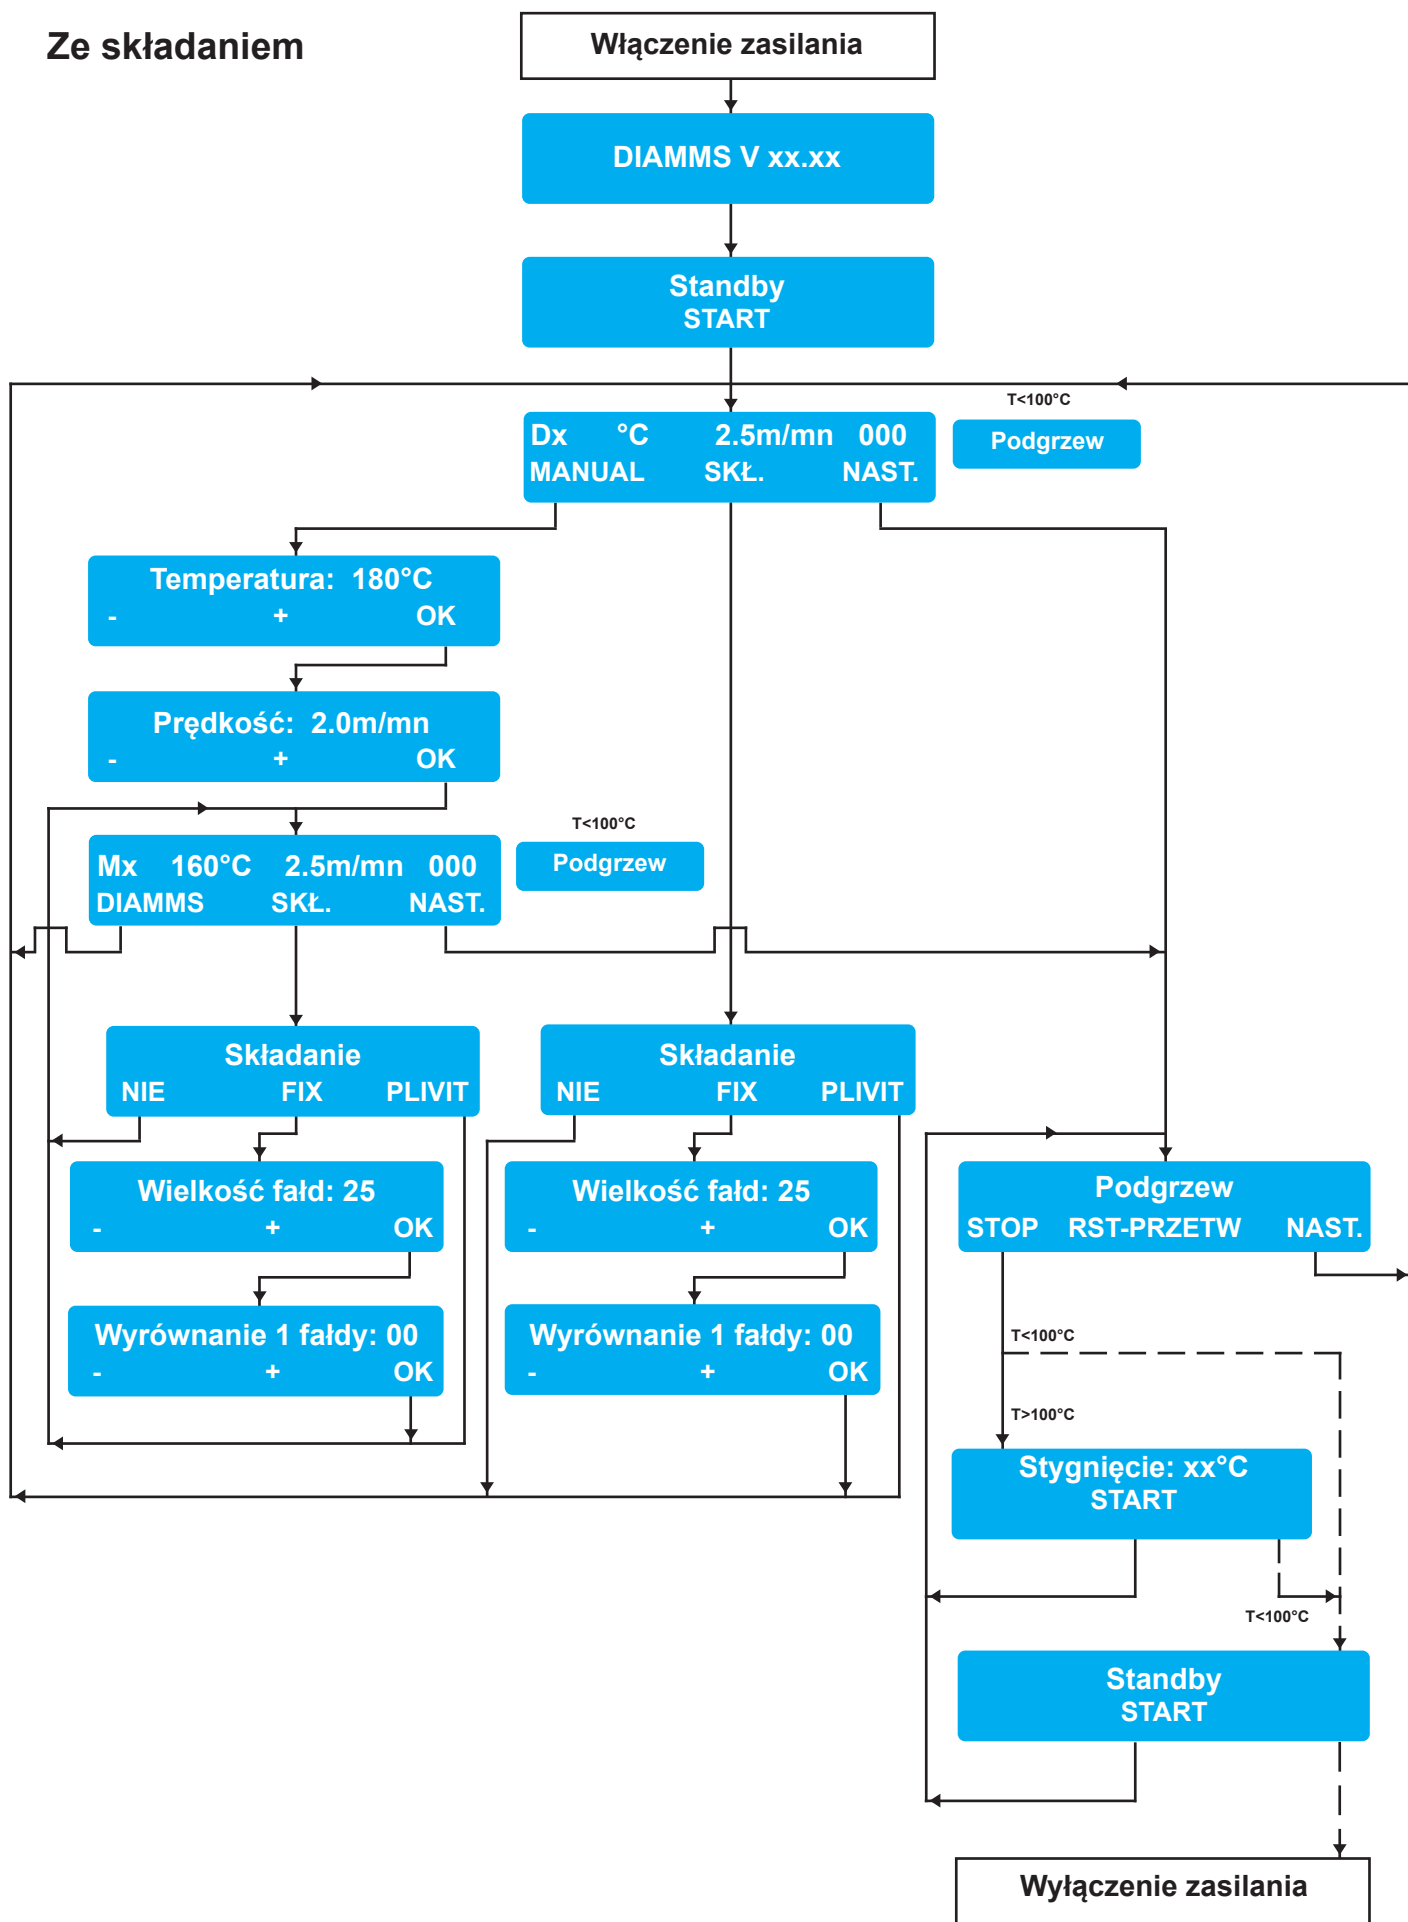 Ze składaniem
Włączenie zasilania
DIAMMS V xx.xx
Standby
START
T<100°C
Dx °C 2.5m/mn 000
MANUAL SKŁ. NAST.
Podgrzew
Temperatura: 180°C
- + OK
Prędkość: 2.0m/mn
- + OK
T<100°C
Mx 160°C 2.5m/mn 000
DIAMMS SKŁ. NAST.
Podgrzew
Składanie
NIE FIX PLIVIT
Wielkość fałd: 25
- + OK
Wyrównanie 1 fałdy: 00
- + OK
Składanie
NIE FIX PLIVIT
Wielkość fałd: 25
- + OK
Wyrównanie 1 fałdy: 00
- + OK
Podgrzew
STOP RST-PRZETW NAST.
T<100°C
T>100°C
Stygnięcie: xx°C
START
T<100°C
Standby
START
Wyłączenie zasilania